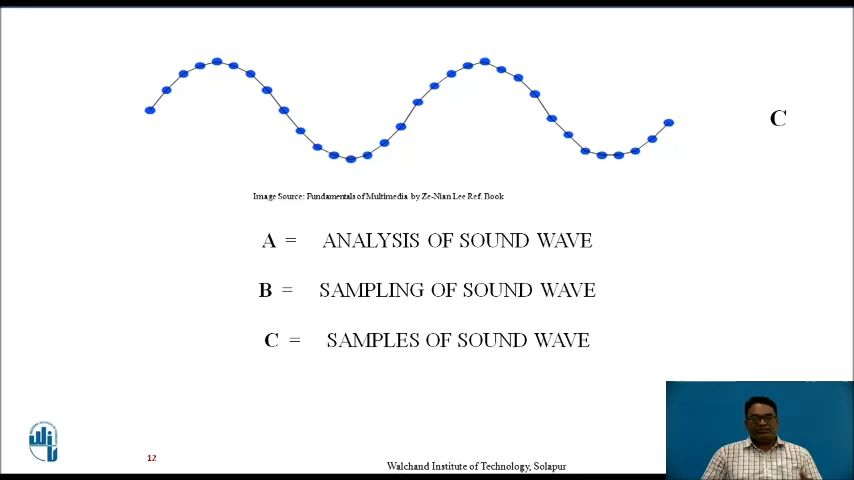 C
Image Source: Fundamentals of Multimedia by Ze-Nian Lee Ref. Book
A = ANALYSIS OF SOUND WAVE
B = SAMPLING OF SOUND WAVE
C = SAMPLES OF SOUND WAVE
12
Walchand Institute of Technology, Solapur